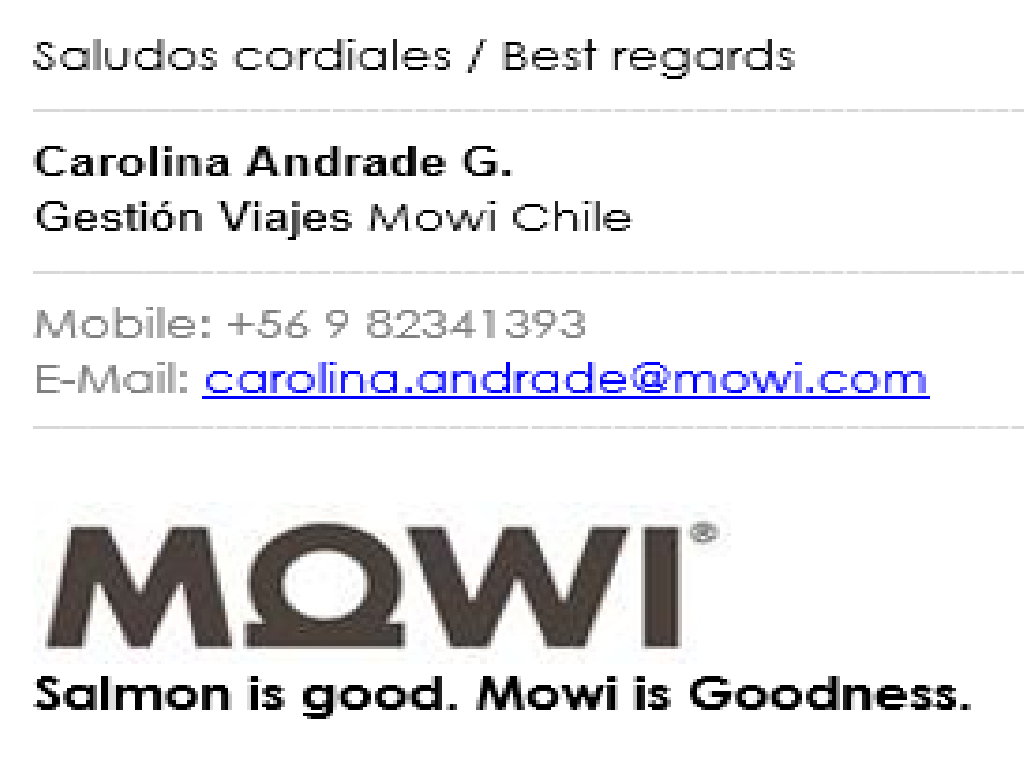 Saludos cordiales / Best regards
Carolina Andrade G.
Gestión Viajes Mowi Chile
Mobile: +56 9 82341393
E-Mail: carolina.andrade@mowi.com
MOWI®
Salmon is good. Mowi is Goodness.